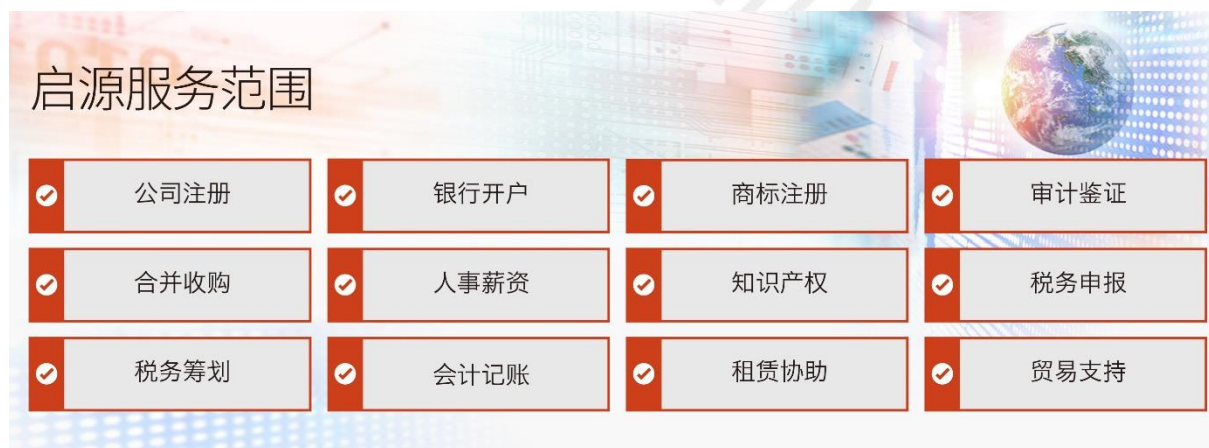 启源服务范围
公司注册
银行开户
商标注册
审计鉴证
合并收购
人事薪资
知识产权
税务申报
税务筹划
会计记账
租赁协助
贸易支持